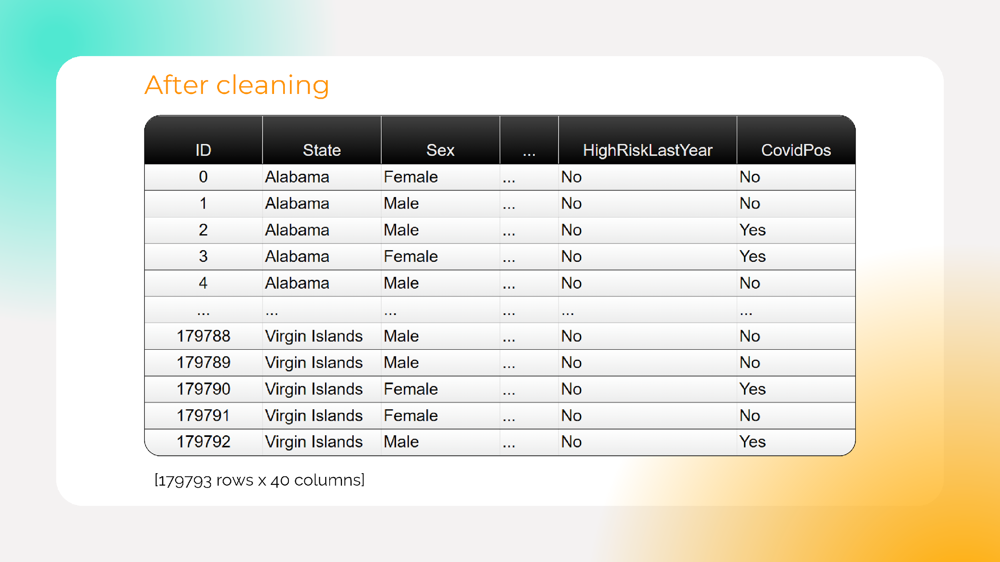 After cleaning
ID State Sex ... HighRiskLastYear CovidPos
0 Alabama Female ... No No
1 Alabama Male ... No No
2 Alabama Male ... No Yes
3 Alabama Female ... No Yes
4 Alabama Male ... No No
... ... ... ... ... ...
179788 Virgin Islands Male ... No No
179789 Virgin Islands Male ... No No
179790 Virgin Islands Female ... No Yes
179791 Virgin Islands Female ... No No
179792 Virgin Islands Male ... No Yes
[179793 rows x 40 columns]